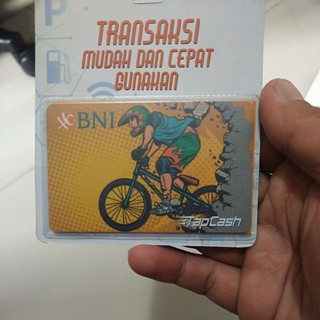 P
TRANSAKSI
MUDAH DAN CEPAT
GUNAKAN
BNI
TapCash